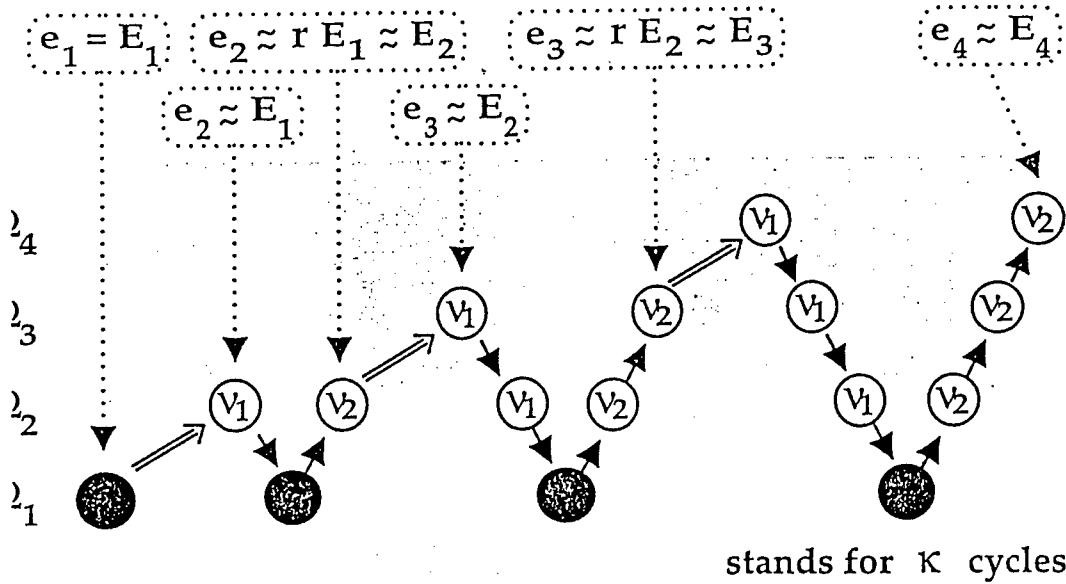 e₁ = E₁ e₂ ≈ r E₁ ≈ E₂ e₃ ≈ r E₂ ≈ E₃ e₄ ≈ E₄
e₂ ≈ E₁ e₃ ≈ E₂
4 ν₁ ν₂
3 ν₁ ν₂ ν₁ ν₂
2 ν₁ ν₂ ν₁ ν₂ ν₁ ν₂
1
stands for κ cycles